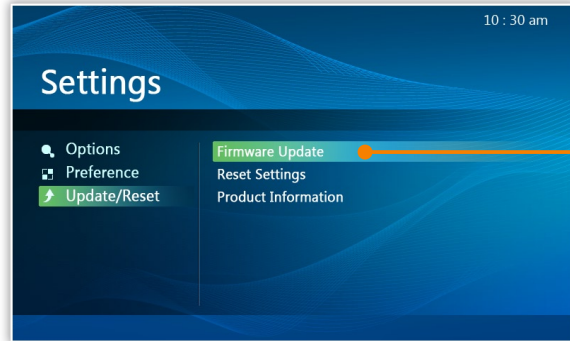 10 : 30 am
Settings
Options
Preference
Update/Reset
Firmware Update
Reset Settings
Product Information